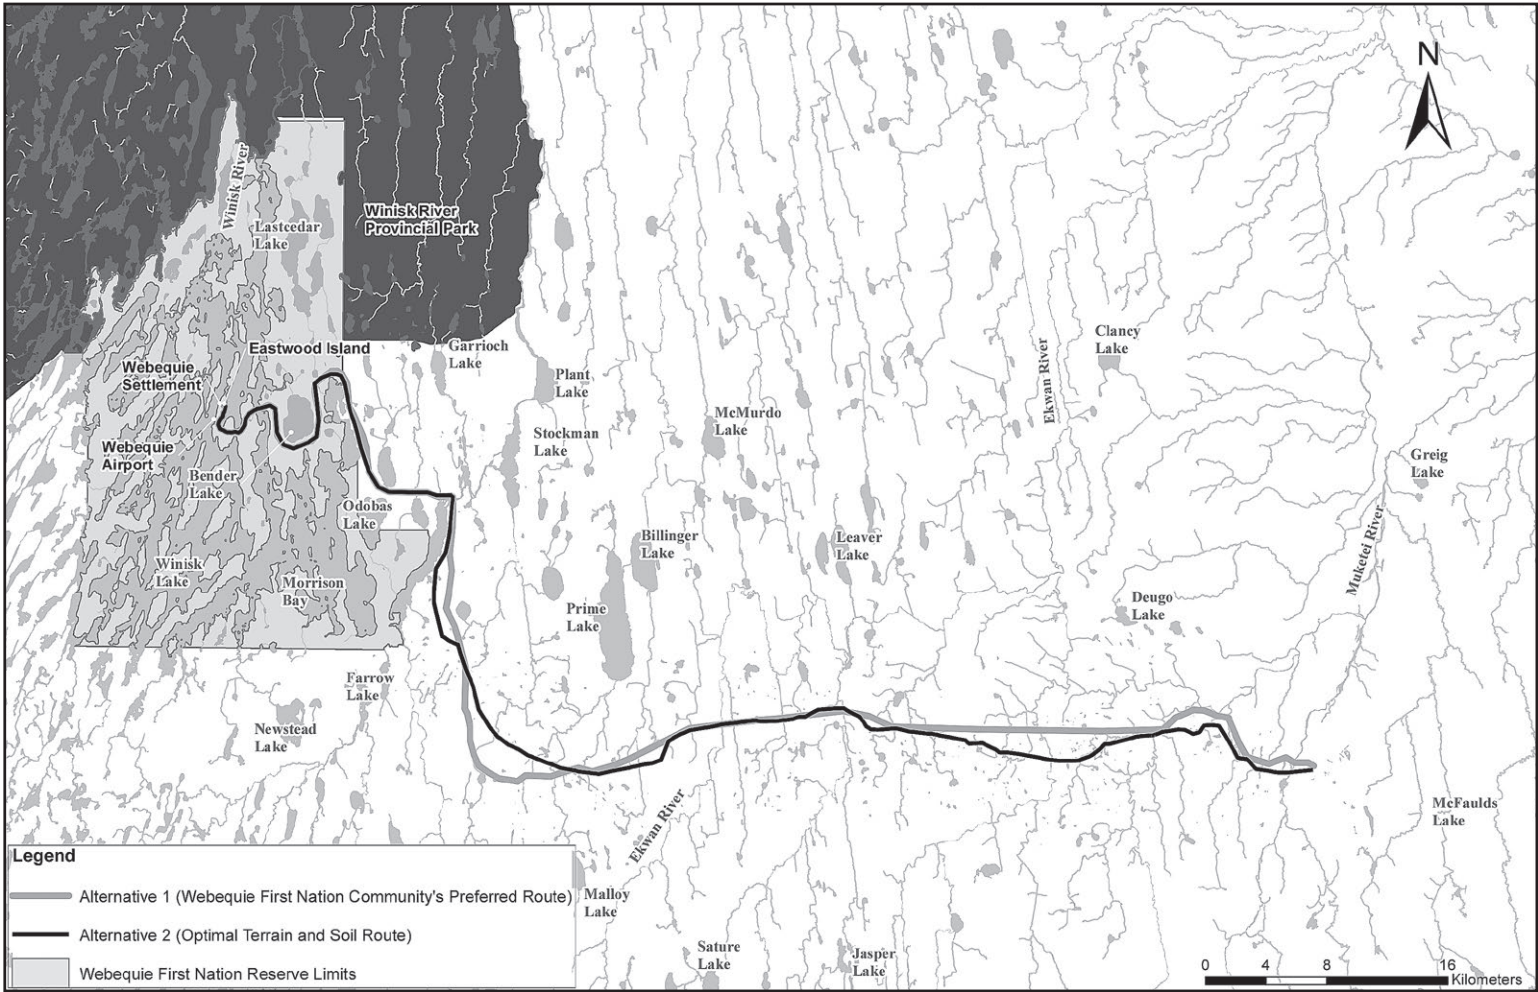 N
Winisk River
Lastcedar
Lake
Winisk River
Provincial Park
Eastwood Island
Webequie
Settlement
Webequie
Airport
Bender
Lake
Garrioch
Lake
Plant
Lake
Stockman
Lake
McMurdo
Lake
Ekwan River
Clancy
Lake
Greig
Lake
Odobas
Lake
Billinger
Lake
Leaver
Lake
Muketei River
Winisk
Lake
Morrison
Bay
Prime
Lake
Deugo
Lake
Farrow
Lake
Newstead
Lake
Ekwan River
McFaulds
Lake
Malloy
Lake
Sature
Lake
Jasper
Lake
Legend
Alternative 1 (Webequie First Nation Community's Preferred Route)
Alternative 2 (Optimal Terrain and Soil Route)
Webequie First Nation Reserve Limits
0 4 8 16
Kilometers